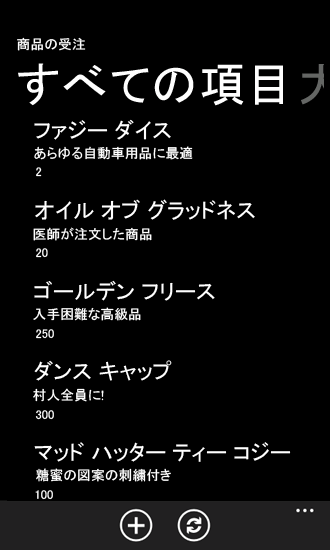 商品の受注
すべての項目
ファジー ダイス
あらゆる自動車用品に最適
2
オイル オブ グラッドネス
医師が注文した商品
20
ゴールデン フリース
入手困難な高級品
250
ダンス キャップ
村人全員に!
300
マッド ハッター ティー コジー
糖蜜の図案の刺繍付き
100